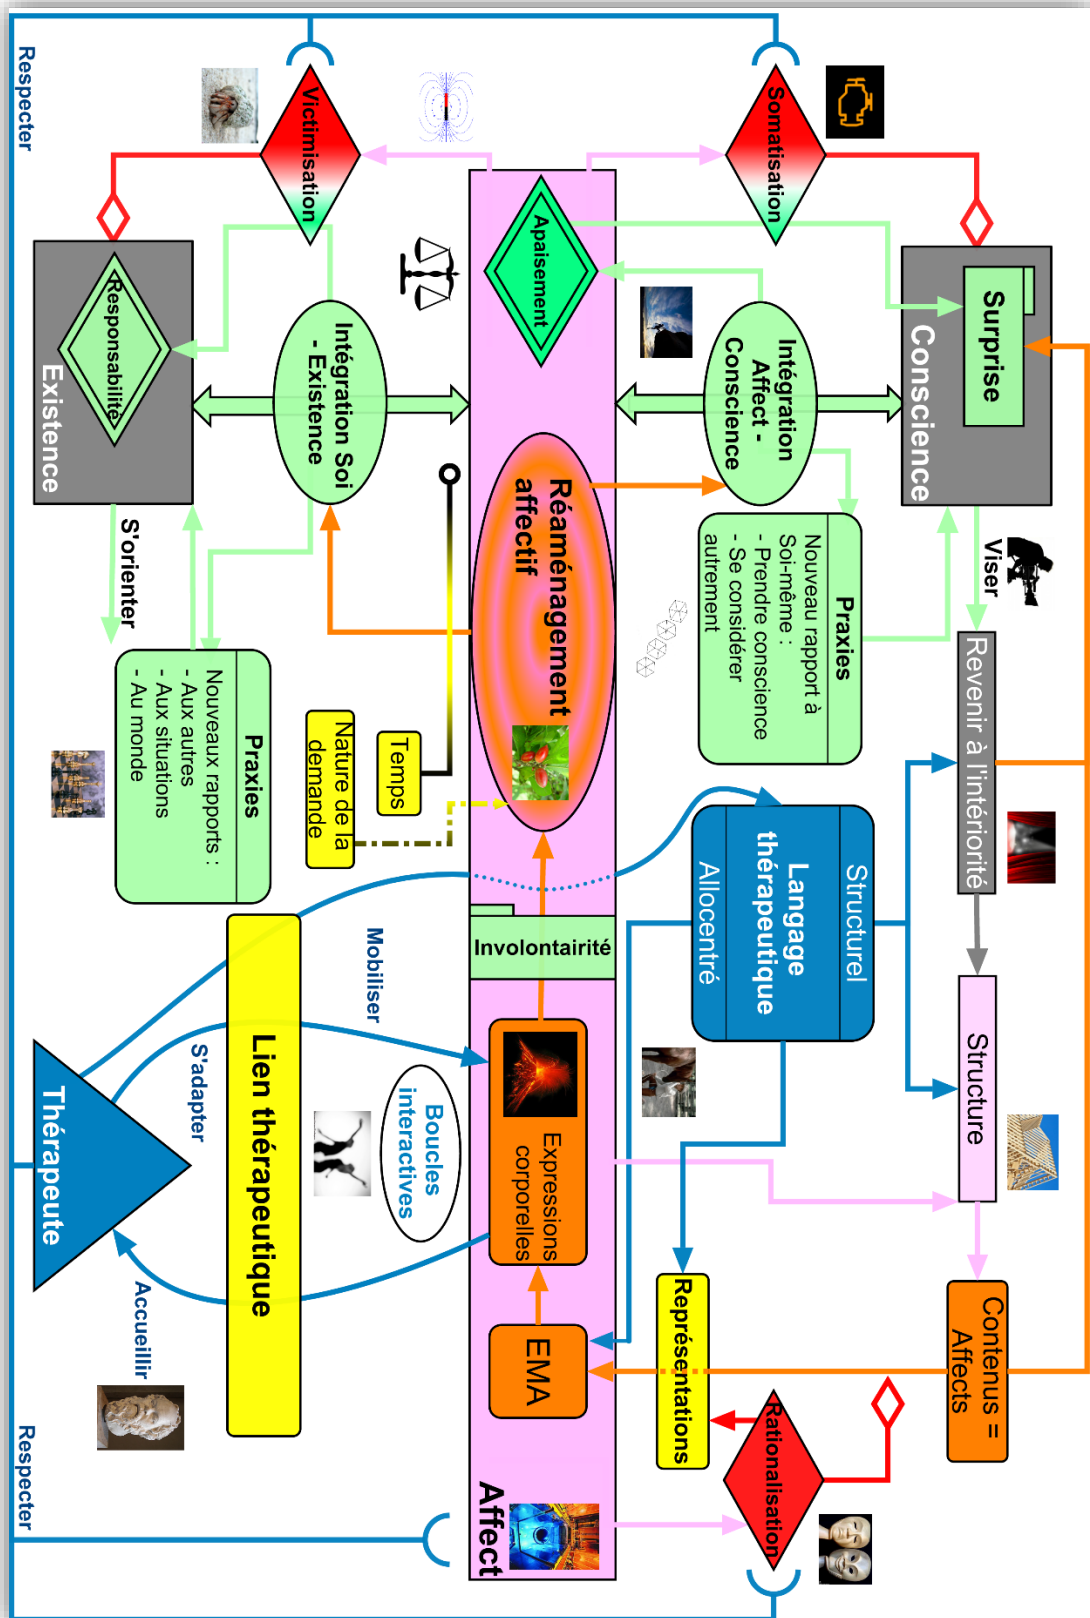 Surprise
Conscience
Viser
Revenir à l'intériorité
Structure
Contenus =
Affects
Somatisation
Intégration
Affect -
Conscience
Praxies
Nouveau rapport à
Soi-même :
- Prendre conscience
- Se considérer
autrement
Structurel
Langage
thérapeutique
Allocentré
Représentations
Rationalisation
Apaisement
Réaménagement
affectif
Involontairité
Expressions
corporelles
EMA
Affect
Victimisation
Intégration Soi
- Existence
Temps
Nature de la
demande
Mobiliser
Boucles
interactives
Responsabilité
Existence
S'orienter
Praxies
Nouveaux rapports :
- Aux autres
- Aux situations
- Au monde
Lien thérapeutique
S'adapter
Accueillir
Thérapeute
Respecter
Respecter